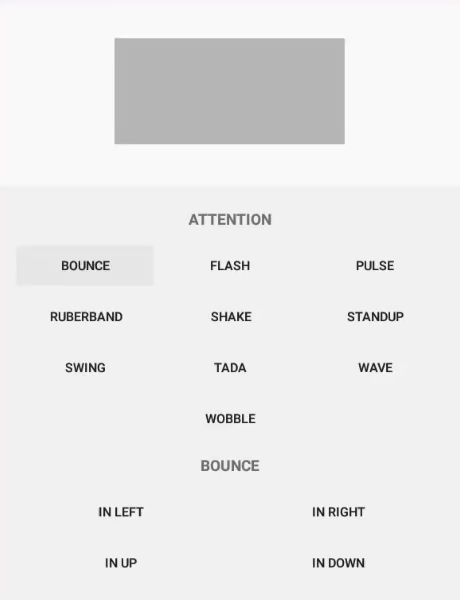 ATTENTION
BOUNCE FLASH PULSE
RUBERBAND SHAKE STANDUP
SWING TADA WAVE
WOBBLE
BOUNCE
IN LEFT IN RIGHT
IN UP IN DOWN